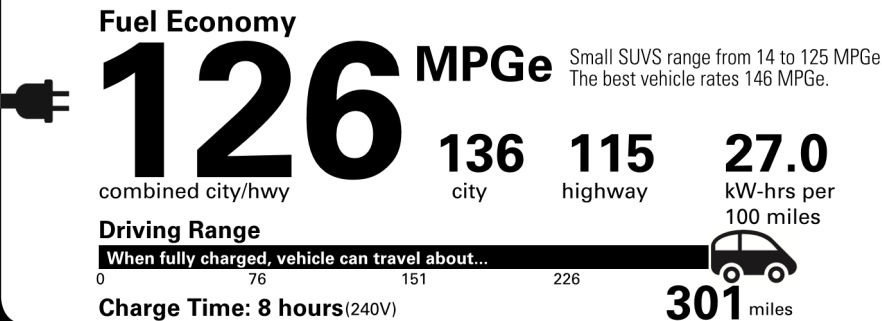 Fuel Economy
126 MPGe
Small SUVS range from 14 to 125 MPGe
The best vehicle rates 146 MPGe.
136 115 27.0
combined city/hwy city highway kW-hrs per
100 miles
Driving Range
When fully charged, vehicle can travel about...
0 76 151 226
301 miles
Charge Time: 8 hours (240V)